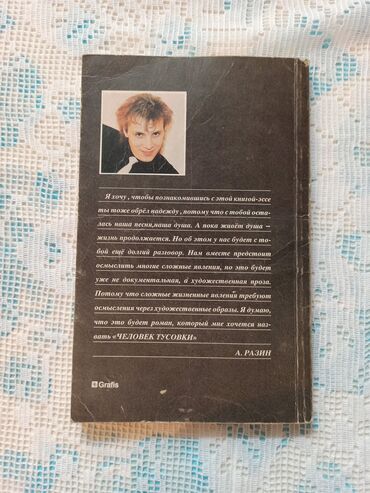 Я хочу , чтобы познакомившись с этой книгой-эссе
ты тоже обрёл надежду , потому что с тобой оста-
лась наша песня,наша душа. А пока живёт душа –
жизнь продолжается. Но об этом у нас будет с то-
бой ещё долгий разговор. Нам вместе предстоит
осмыслить многие сложные явления, но это будет
уже не документальная, а художественная проза.
Потому что сложные жизненные явления требуют
осмысления через художественные образы. Я думаю,
что это будет роман, который мне хочется наз-
вать «ЧЕЛОВЕК ТУСОВКИ»
А. РАЗИН
Grafis